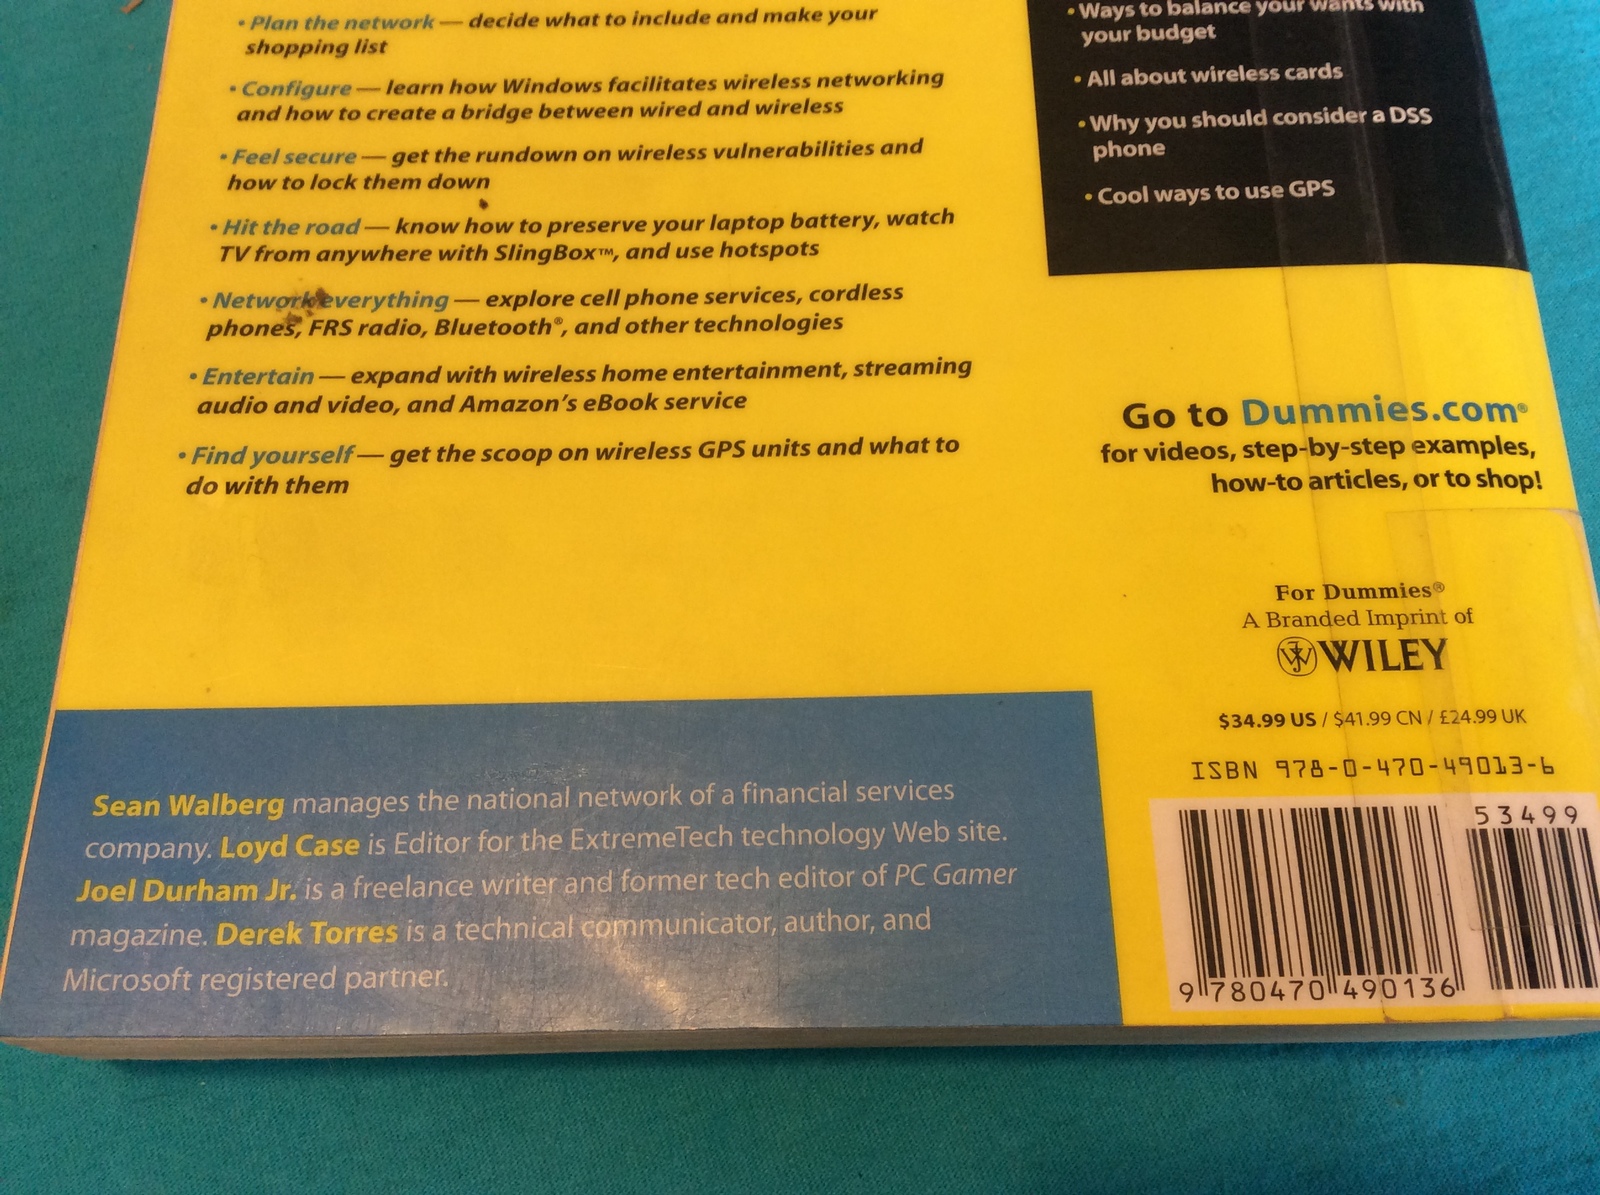 • Plan the network — decide what to include and make your
shopping list
• Configure — learn how Windows facilitates wireless networking
and how to create a bridge between wired and wireless
• Feel secure — get the rundown on wireless vulnerabilities and
how to lock them down
• Hit the road — know how to preserve your laptop battery, watch
TV from anywhere with SlingBox™, and use hotspots
• Network everything — explore cell phone services, cordless
phones, FRS radio, Bluetooth®, and other technologies
• Entertain — expand with wireless home entertainment, streaming
audio and video, and Amazon's eBook service
• Find yourself — get the scoop on wireless GPS units and what to
do with them
• Ways to balance your wants with
your budget
• All about wireless cards
• Why you should consider a DSS
phone
• Cool ways to use GPS
Go to Dummies.com®
for videos, step-by-step examples,
how-to articles, or to shop!
For Dummies®
A Branded Imprint of
WILEY
$34.99 US / $41.99 CN / £24.99 UK
ISBN 978-0-470-49013-6
53499
9 780470 490136
Sean Walberg manages the national network of a financial services
company. Loyd Case is Editor for the ExtremeTech technology Web site.
Joel Durham Jr. is a freelance writer and former tech editor of PC Gamer
magazine. Derek Torres is a technical communicator, author, and
Microsoft registered partner.